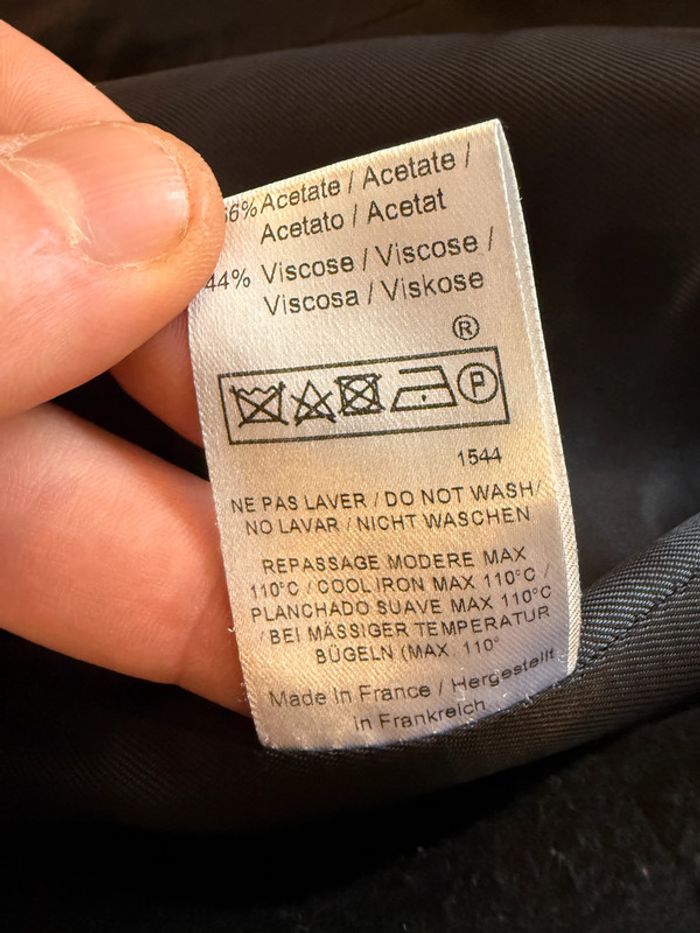 56% Acetate / Acetate /
Acetato / Acetat
44% Viscose / Viscose /
Viscosa / Viskose
®
P
1544
NE PAS LAVER / DO NOT WASH/
NO LAVAR / NICHT WASCHEN
REPASSAGE MODERE MAX
110°C / COOL IRON MAX 110°C /
PLANCHADO SUAVE MAX 110°C
/ BEI MÄSSIGER TEMPERATUR
BÜGELN (MAX. 110°
Made In France / Hergestellt
in Frankreich